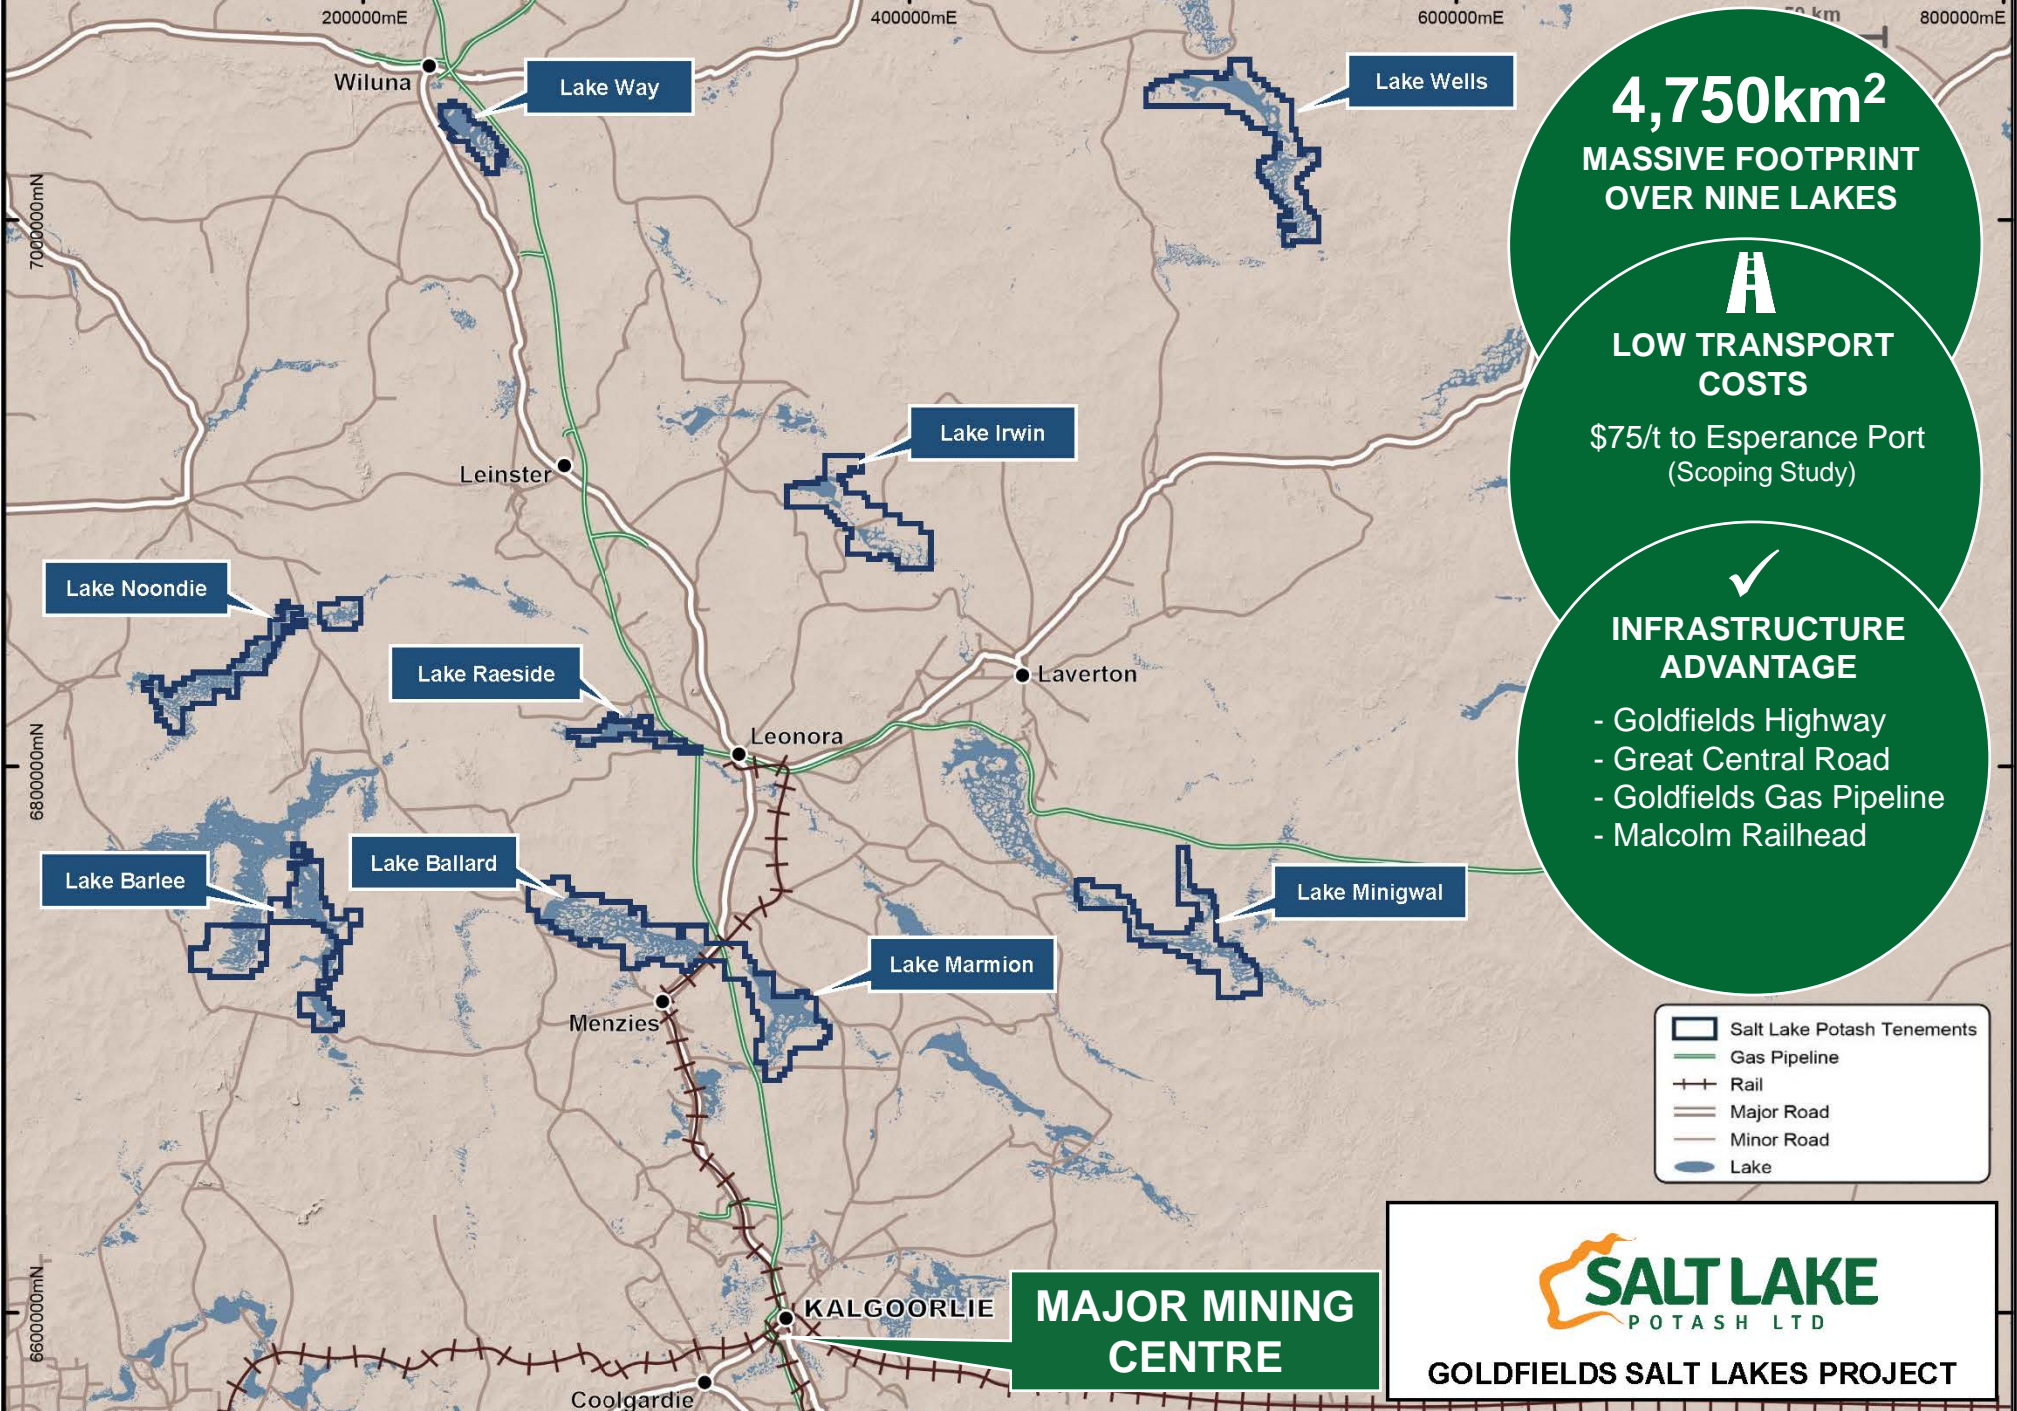 200000mE
400000mE
600000mE
800000mE
50 km
Wiluna
Lake Way
Lake Wells
4,750km²
MASSIVE FOOTPRINT
OVER NINE LAKES
7000000mN
LOW TRANSPORT
COSTS
$75/t to Esperance Port
(Scoping Study)
Lake Irwin
Leinster
Lake Noondie
INFRASTRUCTURE
ADVANTAGE
- Goldfields Highway
- Great Central Road
- Goldfields Gas Pipeline
- Malcolm Railhead
Lake Raeside
Laverton
Leonora
6800000mN
Lake Barlee
Lake Ballard
Lake Minigwal
Lake Marmion
Menzies
Salt Lake Potash Tenements
Gas Pipeline
Rail
Major Road
Minor Road
Lake
6600000mN
KALGOORLIE
MAJOR MINING
CENTRE
Coolgardie
SALT LAKE
POTASH LTD
GOLDFIELDS SALT LAKES PROJECT